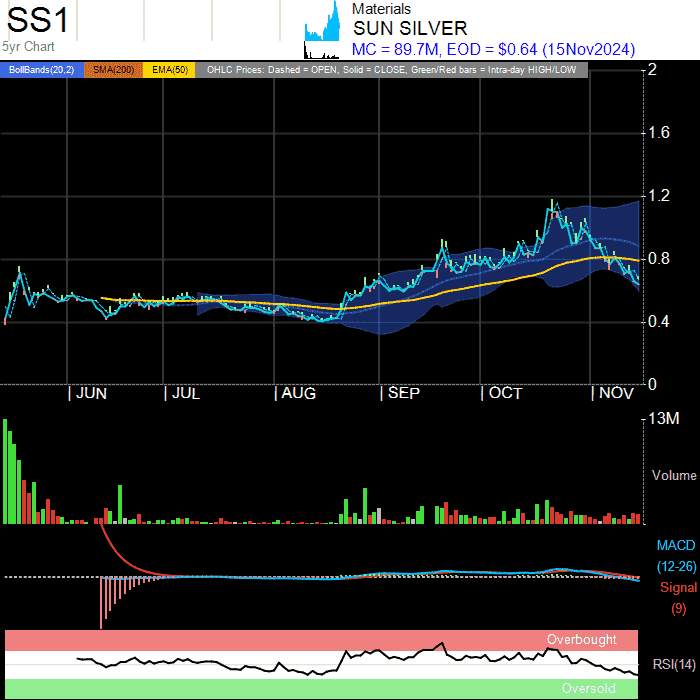 SS1
5yr Chart
Materials
SUN SILVER
MC = 89.7M, EOD = $0.64 (15Nov2024)
BollBands(20,2) SMA(200) EMA(50) OHLC Prices: Dashed = OPEN, Solid = CLOSE, Green/Red bars = Intra-day HIGH/LOW
2
1.6
1.2
0.8
0.4
0
| JUN | JUL | AUG | SEP | OCT | NOV
13M
Volume
MACD
(12-26)
Signal
(9)
Overbought
RSI(14)
Oversold